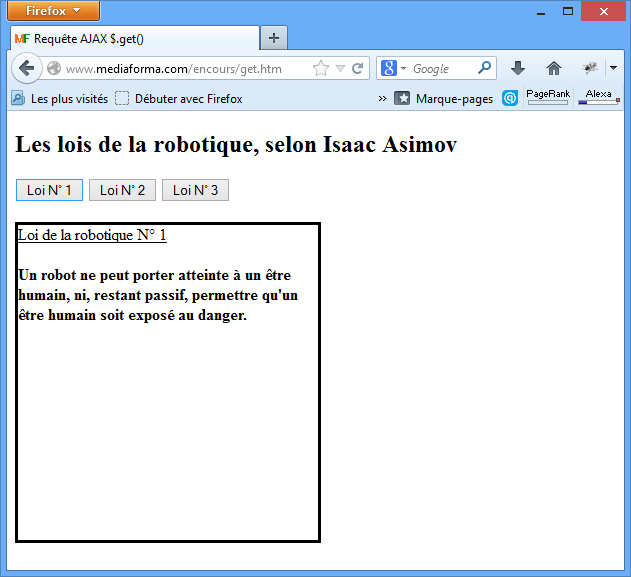 Firefox
MF Requête AJAX $.get()
www.mediaforma.com/encours/get.htm
g Google
Les plus visités Débuter avec Firefox » Marque-pages @ PageRank Alexa
Les lois de la robotique, selon Isaac Asimov
Loi N° 1 Loi N° 2 Loi N° 3
Loi de la robotique N° 1
Un robot ne peut porter atteinte à un être
humain, ni, restant passif, permettre qu'un
être humain soit exposé au danger.